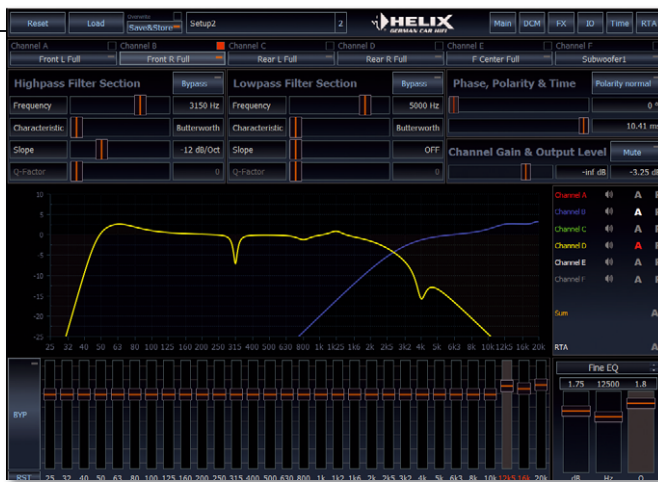 Reset Load Overwrite Save&Store Setup2 2 HELIX GERMAN CAR HIFI Main DCM FX IO Time RTA
Channel A Channel B Channel C Channel D Channel E Channel F
Front L Full Front R Full Rear L Full Rear R Full F Center Full Subwoofer1
Highpass Filter Section Bypass Lowpass Filter Section Bypass Phase, Polarity & Time Polarity normal
Frequency 3150 Hz Frequency 5000 Hz 0 °
Characteristic Butterworth Characteristic Butterworth 10.41 ms
Slope -12 dB/Oct Slope OFF Channel Gain & Output Level Mute
Q-Factor 0 Q-Factor 0 -inf dB -3.25 dB
10
5
0
-5
-10
-15
-20
-25
25 32 40 50 63 80 100 125 160 200 250 315 400 500 630 800 1k 1k25 1k6 2k 2k5 3k2 4k 5k 6k3 8k 10k 12k5 16k 20k
Channel A A
Channel B A
Channel C A
Channel D A
Channel E A
Channel F A
Sum A
RTA A
Fine EQ
1.75 12500 1.8
BYP
RST 25 32 40 50 63 80 100 125 160 200 250 315 400 500 630 800 1k 1k2 1k6 2k 2k5 3k2 4k 5k 6k3 8k 10k 12k5 16k 20k dB Hz Q